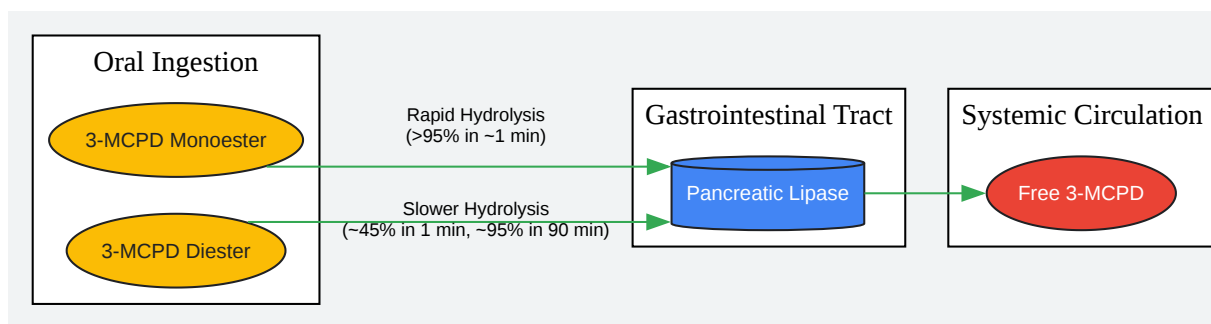 Oral Ingestion
3-MCPD Monoester
3-MCPD Diester
Rapid Hydrolysis
(>95% in ~1 min)
Slower Hydrolysis
(~45% in 1 min, ~95% in 90 min)
Gastrointestinal Tract
Pancreatic Lipase
Systemic Circulation
Free 3-MCPD